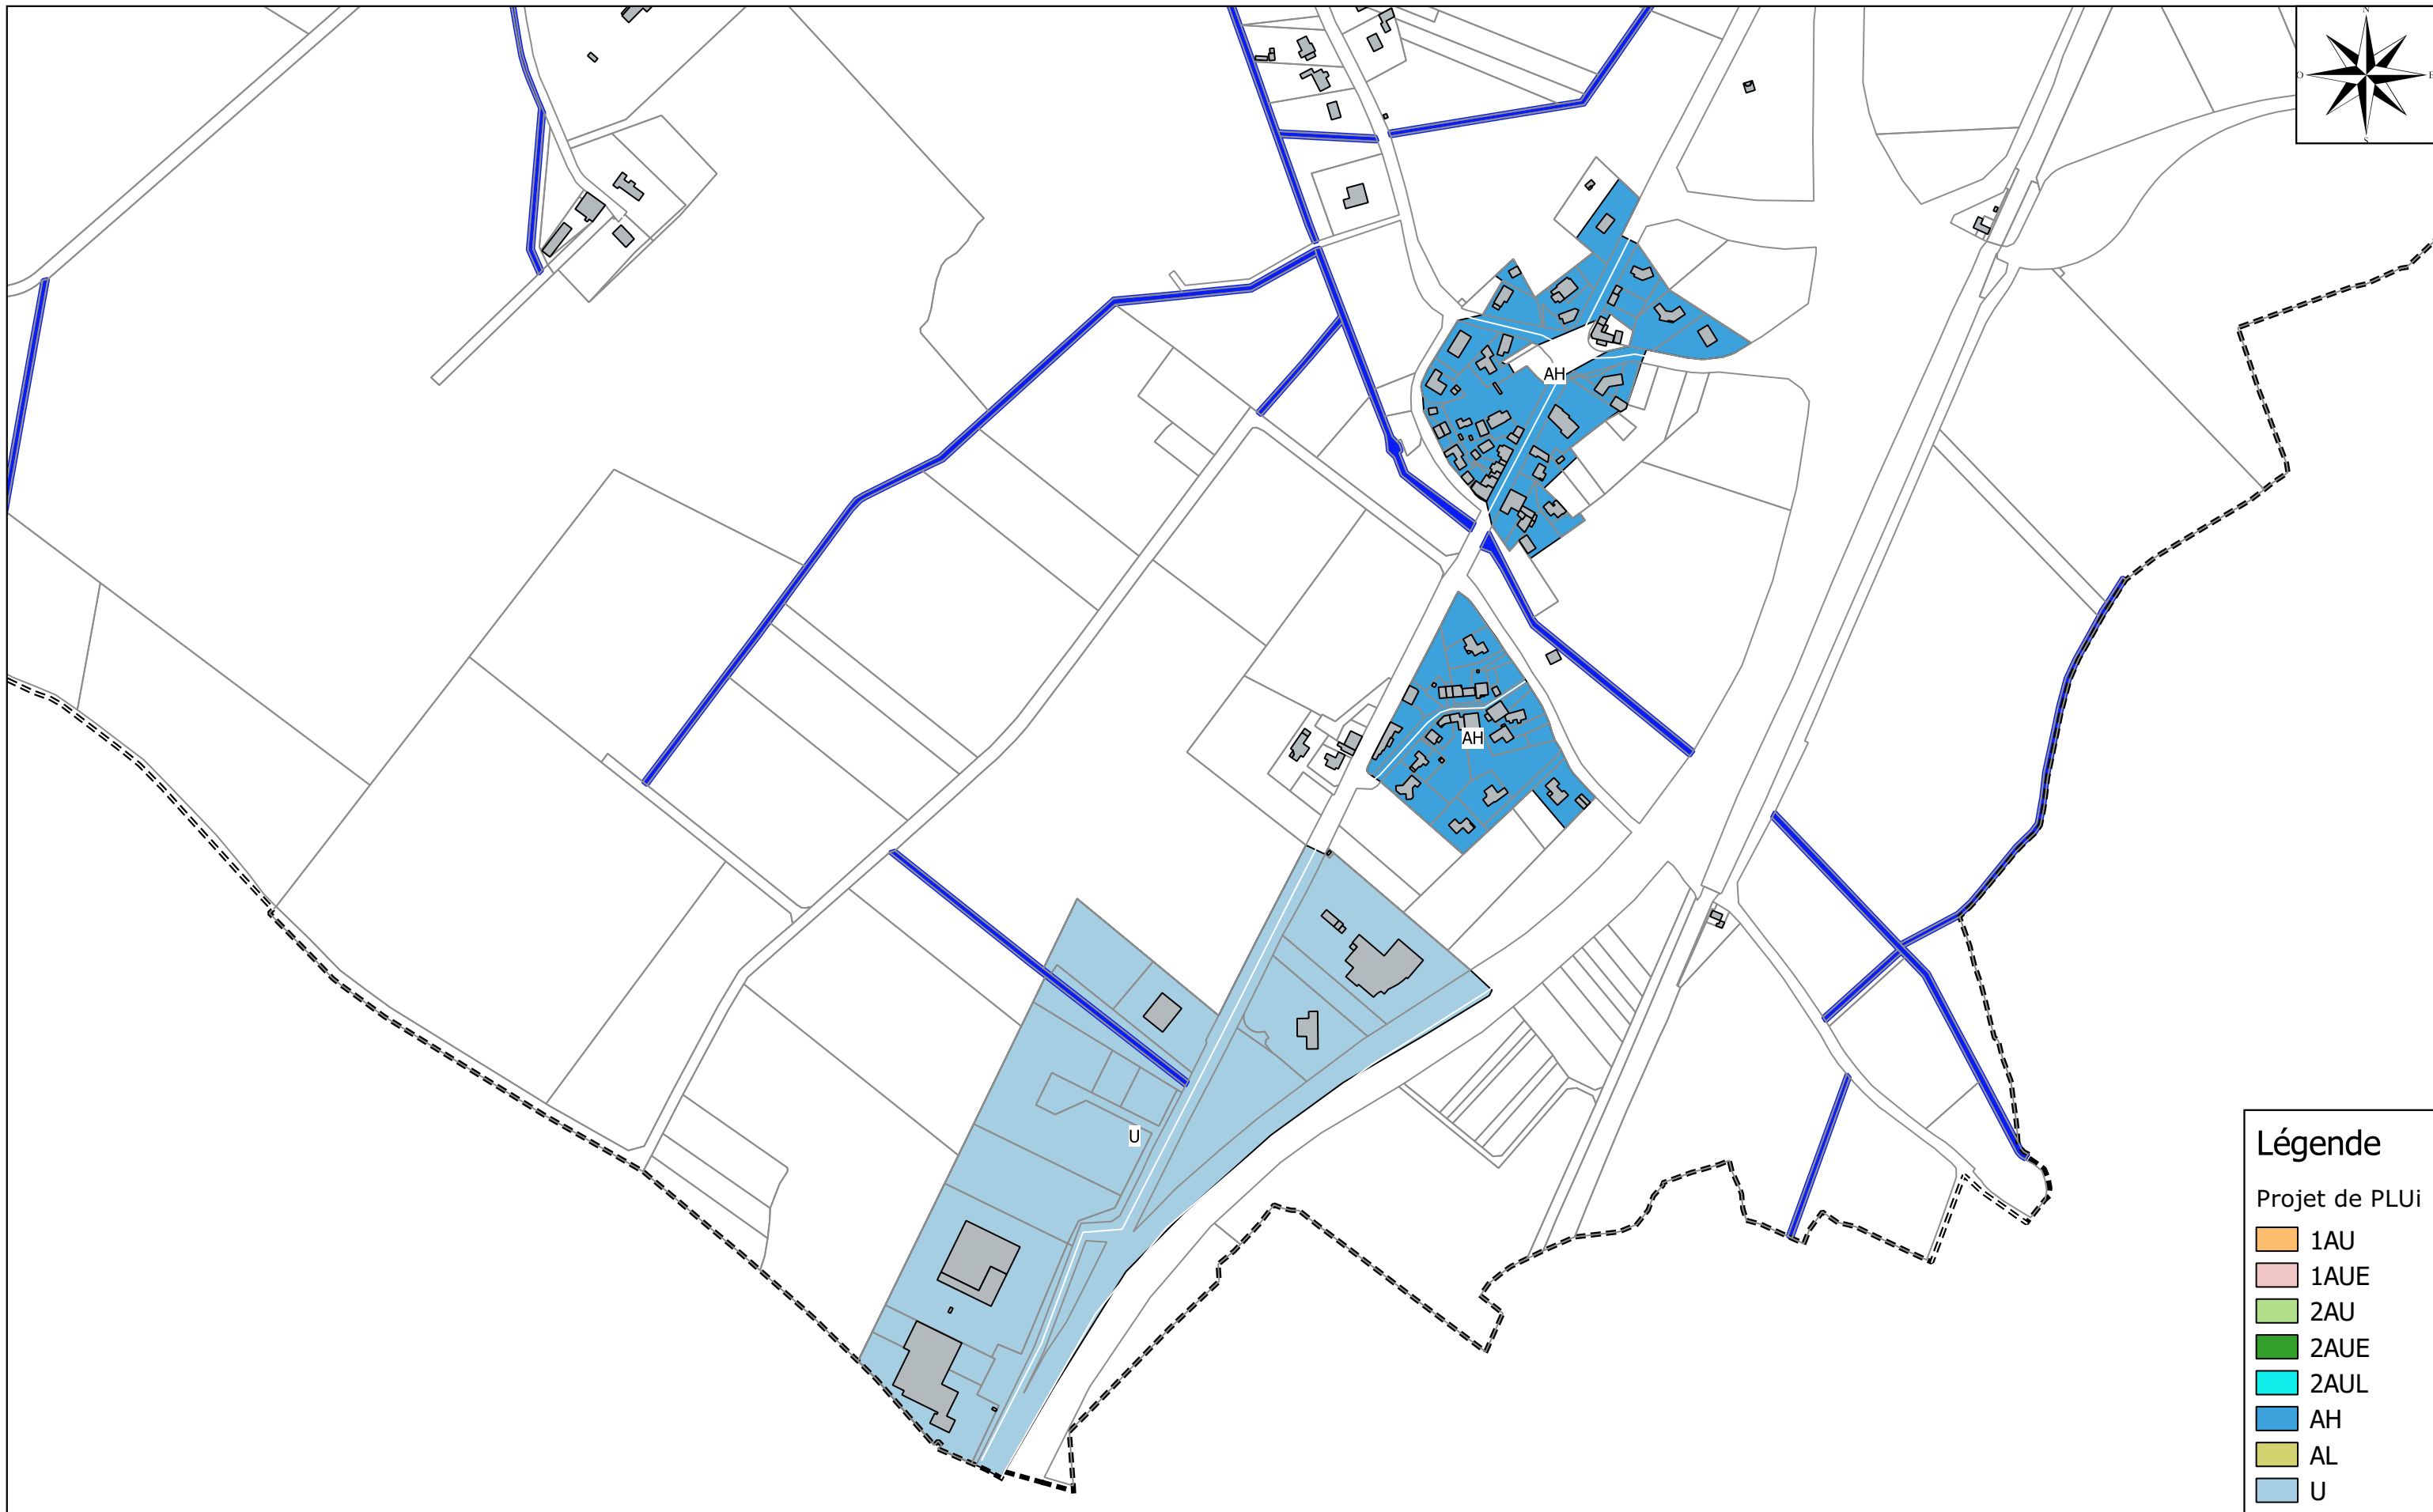 N
O
E
S
AH
AH
U
Légende
Projet de PLUi
1AU
1AUE
2AU
2AUE
2AUL
AH
AL
U